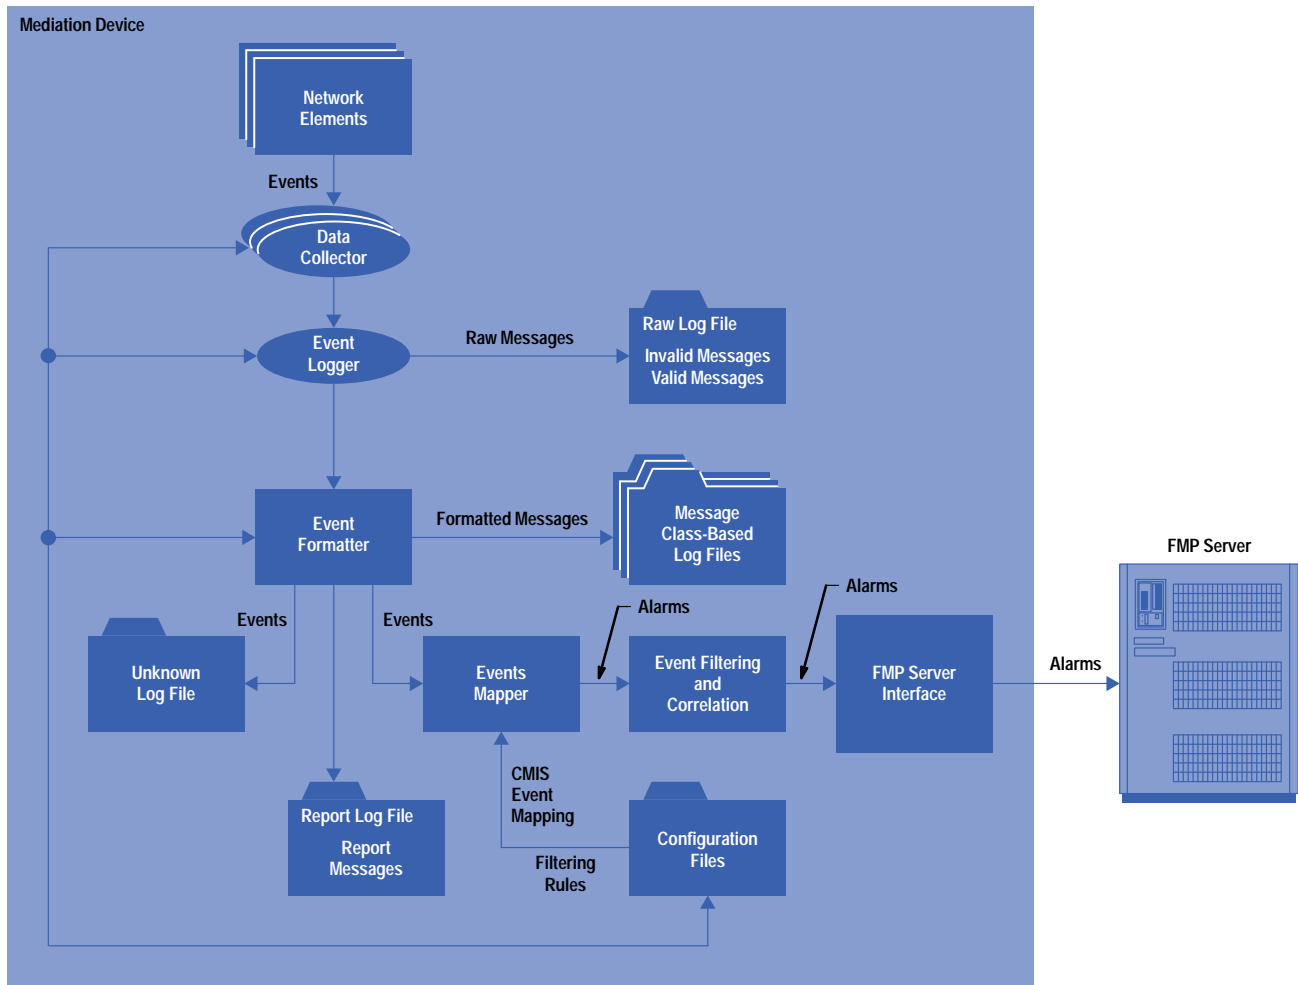 Mediation Device
Network
Elements
Events
Data
Collector
Event
Logger
Raw Messages
Raw Log File
Invalid Messages
Valid Messages
Event
Formatter
Formatted Messages
Message
Class-Based
Log Files
FMP Server
Events
Events
Alarms
Alarms
Unknown
Log File
Events
Mapper
Event Filtering
and
Correlation
FMP Server
Interface
Alarms
CMIS
Event
Mapping
Report Log File
Report
Messages
Filtering
Rules
Configuration
Files